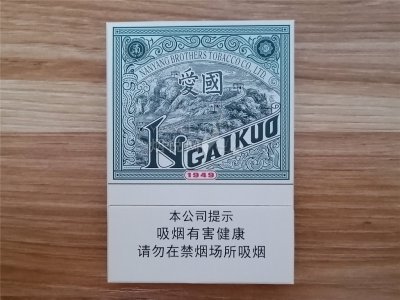 NANYANG BROTHERS TOBACCO CO., LTD.
愛國
NGAIKUO
1949
本公司提示
吸烟有害健康
请勿在禁烟场所吸烟